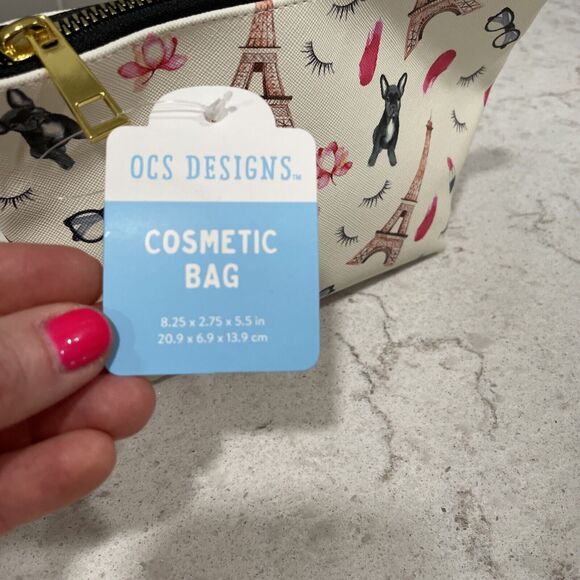 OCS DESIGNS™
COSMETIC
BAG
8.25 x 2.75 x 5.5 in
20.9 x 6.9 x 13.9 cm